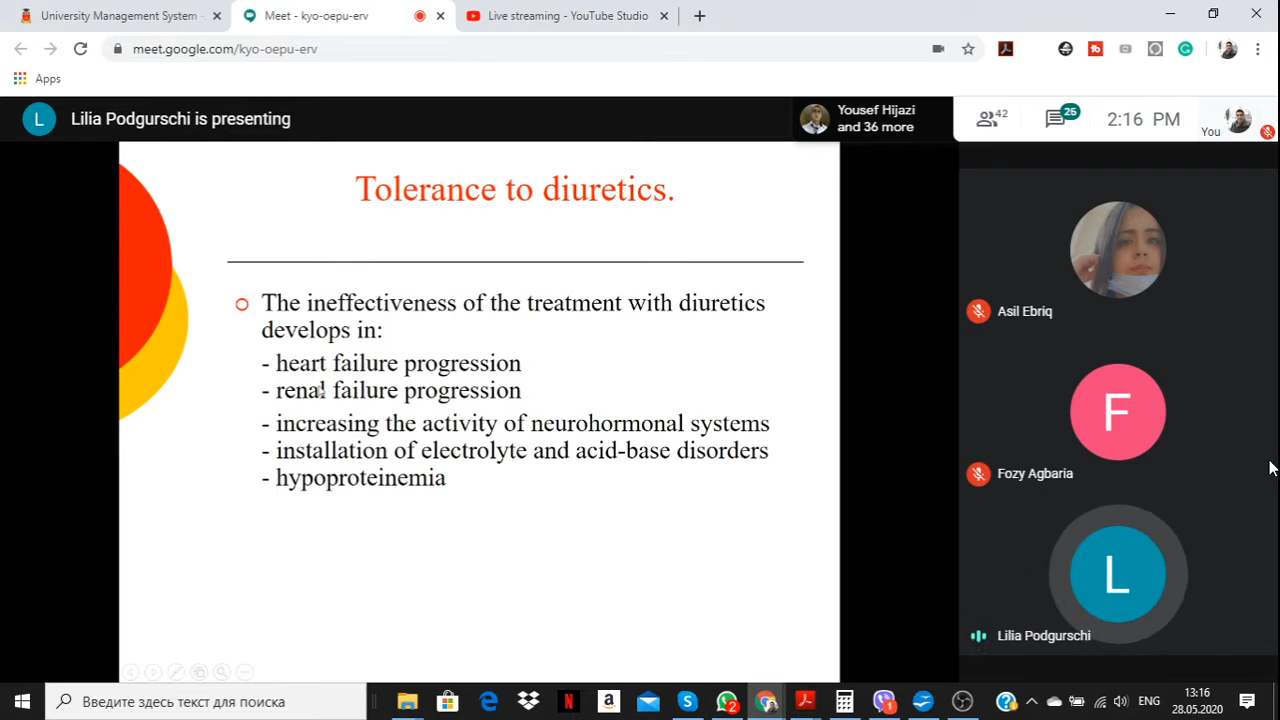 University Management System -
Meet - kyo-oepu-erv
Live streaming - YouTube Studio
meet.google.com/kyo-oepu-erv
Apps
L
Lilia Podgurschi is presenting
Yousef Hijazi
and 36 more
42
25
2:16 PM
You
Tolerance to diuretics.
The ineffectiveness of the treatment with diuretics
develops in:
- heart failure progression
- renal failure progression
- increasing the activity of neurohormonal systems
- installation of electrolyte and acid-base disorders
- hypoproteinemia
Asil Ebriq
F
Fozy Agbaria
L
Lilia Podgurschi
Введите здесь текст для поиска
ENG
13:16
28.05.2020